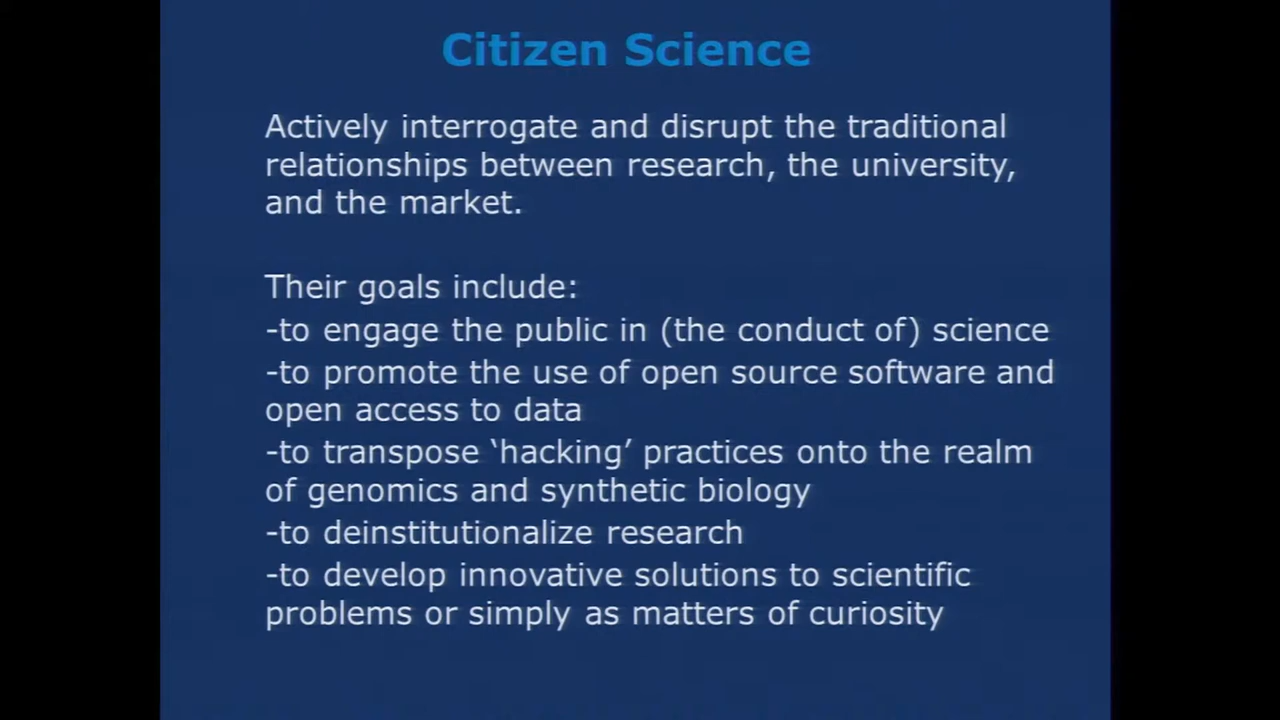 Citizen Science
Actively interrogate and disrupt the traditional
relationships between research, the university,
and the market.
Their goals include:
-to engage the public in (the conduct of) science
-to promote the use of open source software and
open access to data
-to transpose ‘hacking’ practices onto the realm
of genomics and synthetic biology
-to deinstitutionalize research
-to develop innovative solutions to scientific
problems or simply as matters of curiosity